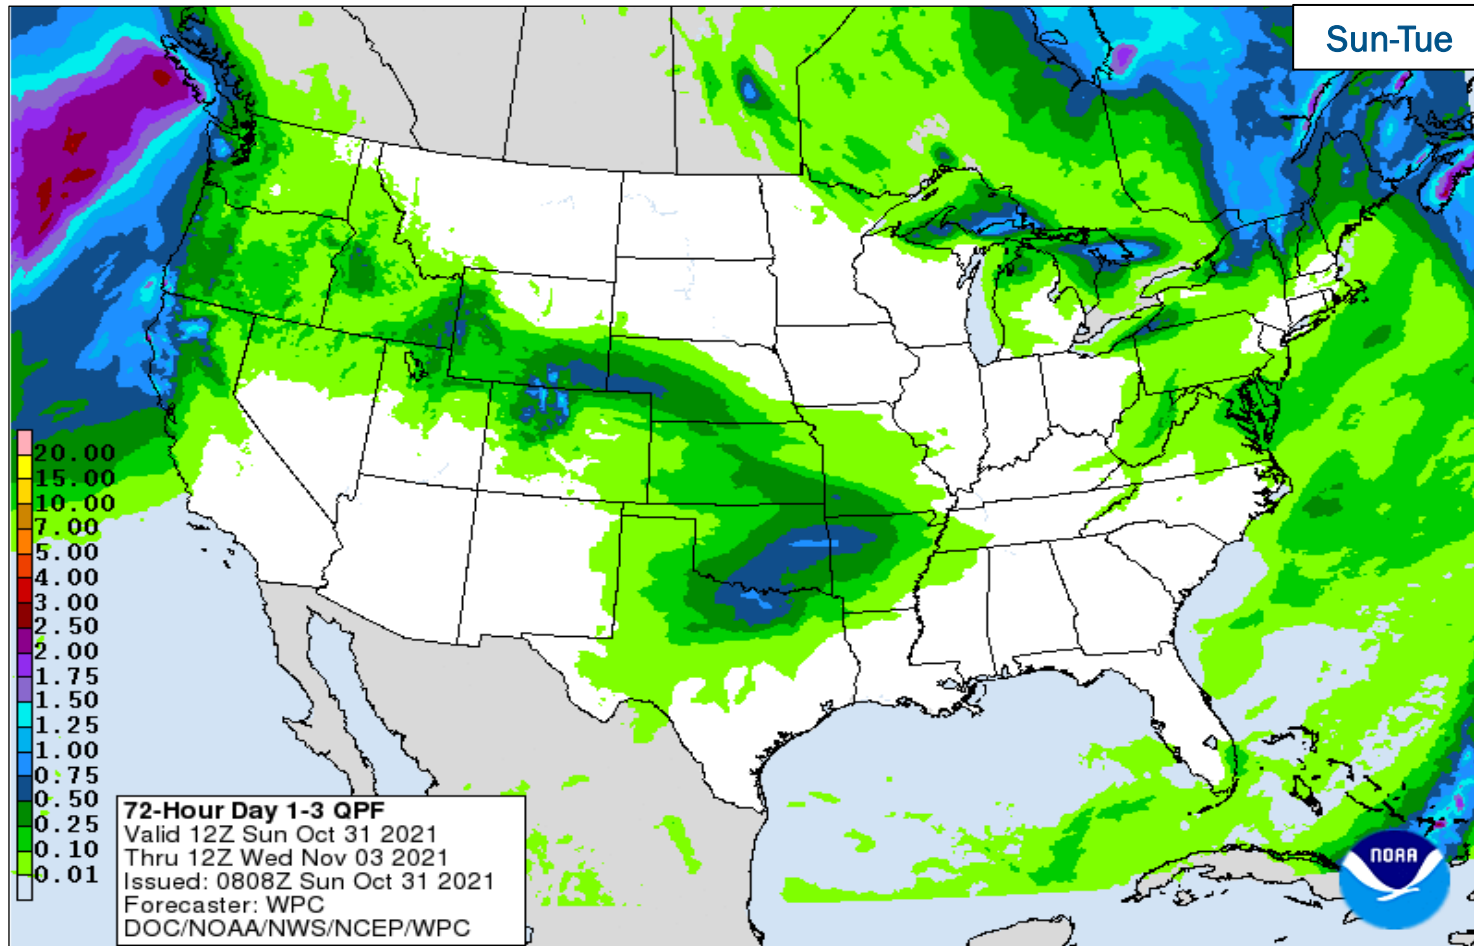 Sun-Tue
20.00
15.00
10.00
7.00
5.00
4.00
3.00
2.50
2.00
1.75
1.50
1.25
1.00
0.75
0.50
0.25
0.10
0.01
72-Hour Day 1-3 QPF
Valid 12Z Sun Oct 31 2021
Thru 12Z Wed Nov 03 2021
Issued: 0808Z Sun Oct 31 2021
Forecaster: WPC
DOC/NOAA/NWS/NCEP/WPC
NOAA